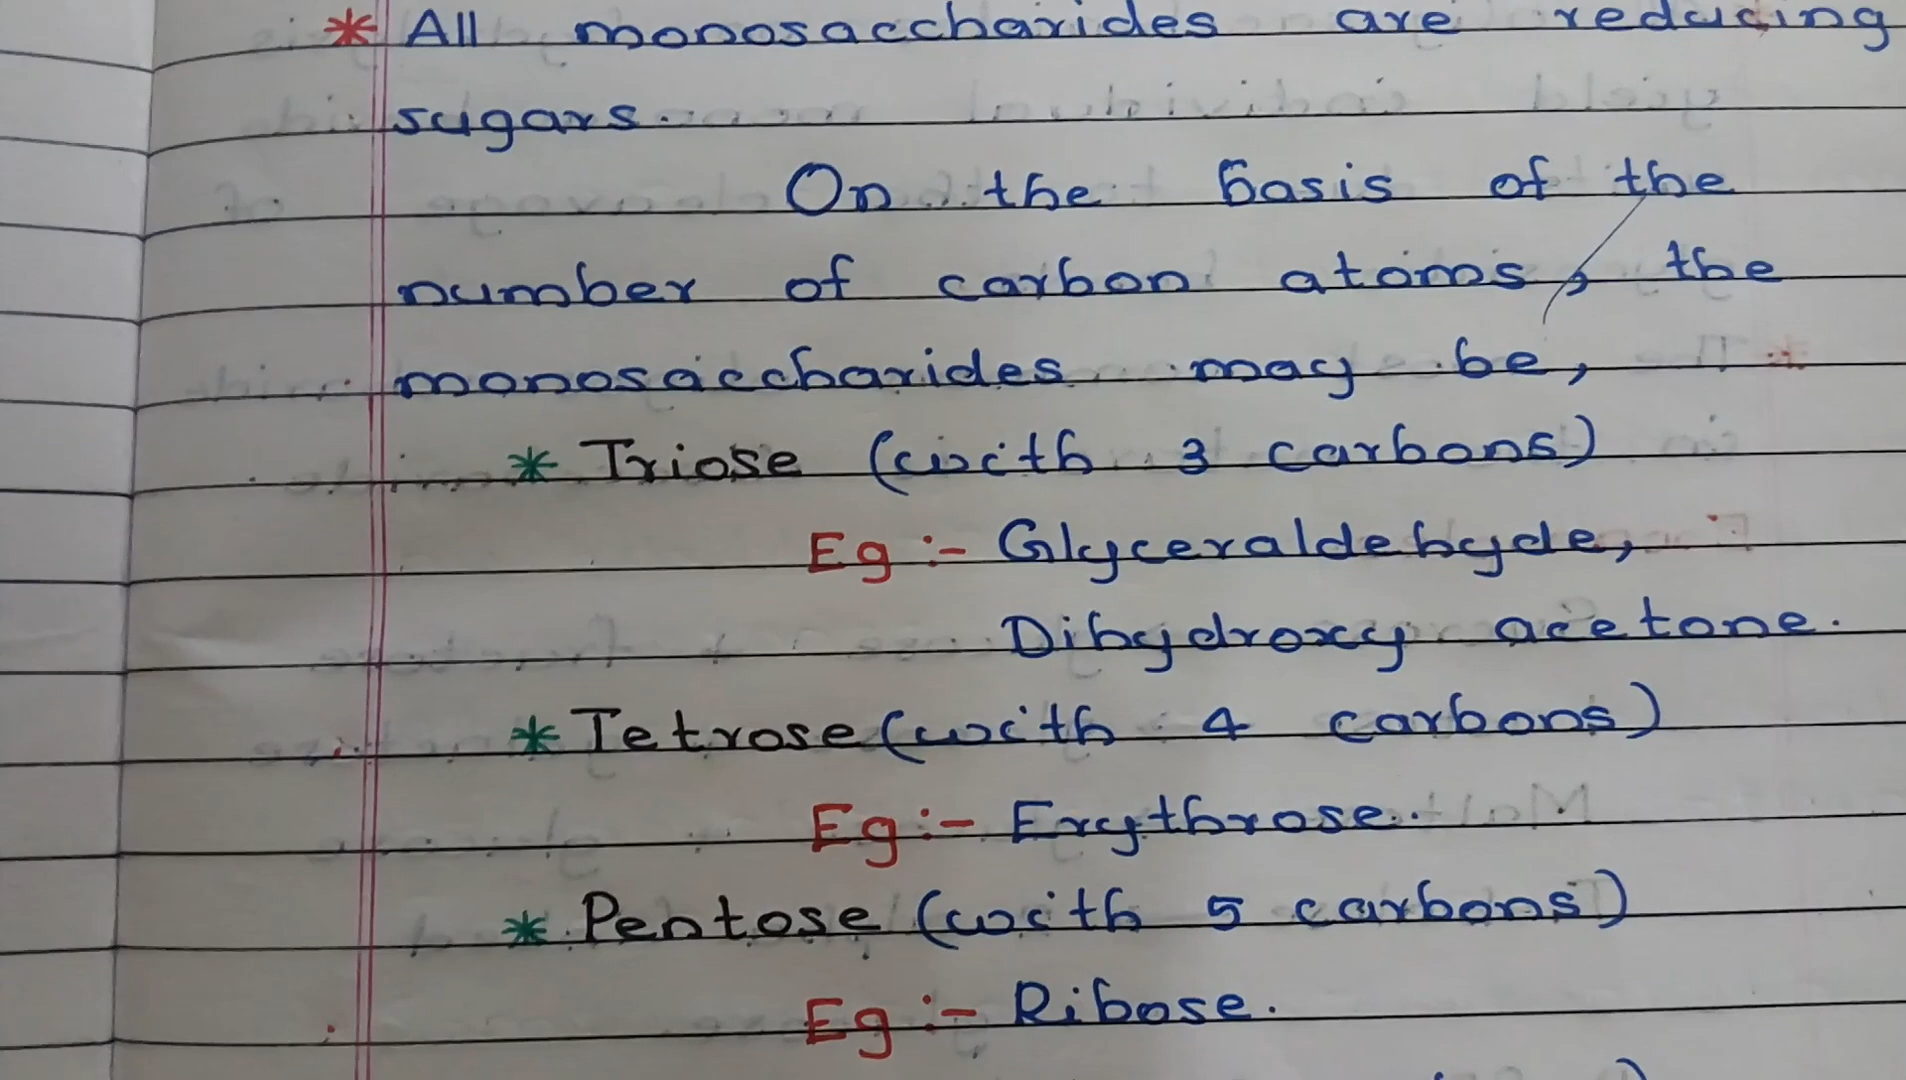 * All monosaccharides are reducing
sugars.
On the basis of the
number of carbon atoms, the
monosaccharides may be,
* Triose (with 3 carbons)
Eg :- Glyceraldehyde,
Dihydroxy acetone.
* Tetrose (with 4 carbons)
Eg :- Erythrose.
* Pentose (with 5 carbons)
Eg :- Ribose.